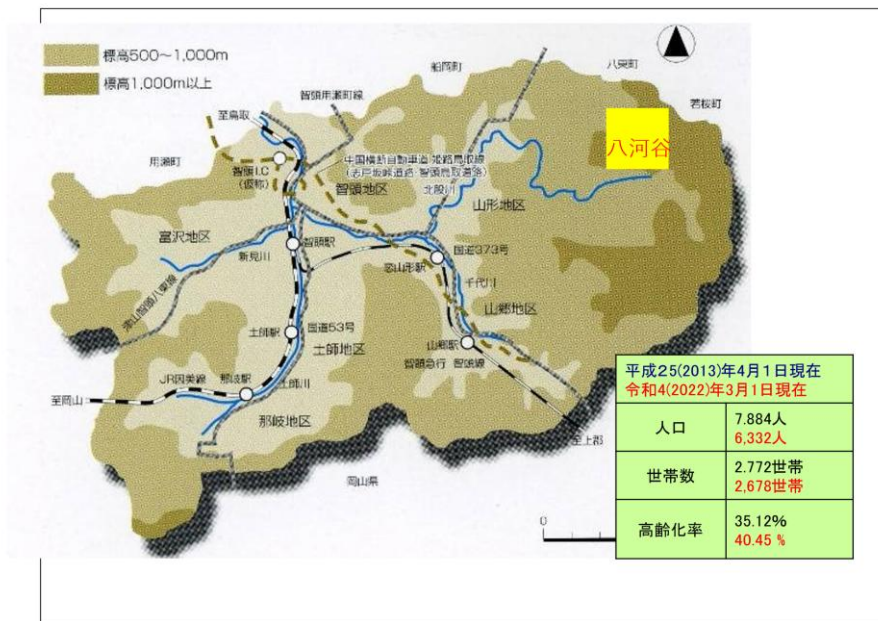 標高500〜1,000m
標高1,000m以上
船岡町
八東町
若桜町
智頭用瀬町線
至鳥取
用瀬町
八河谷
智頭I.C
(仮称)
中国横断自動車道 姫路鳥取線
(志戸坂峠道路・智頭鳥取道路)
智頭地区
北股川
山形地区
富沢地区
新見川
智頭駅
国道373号
恋山形駅
千代川
津山智頭八東線
山郷地区
土師駅
国道53号
土師地区
山郷駅
智頭急行 智頭線
JR因美線
那岐駅
土師川
至岡山
那岐地区
至上郡
岡山県
0
平成25(2013)年4月1日現在
令和4(2022)年3月1日現在
人口
7.884人
6,332人
世帯数
2.772世帯
2,678世帯
高齢化率
35.12%
40.45 %